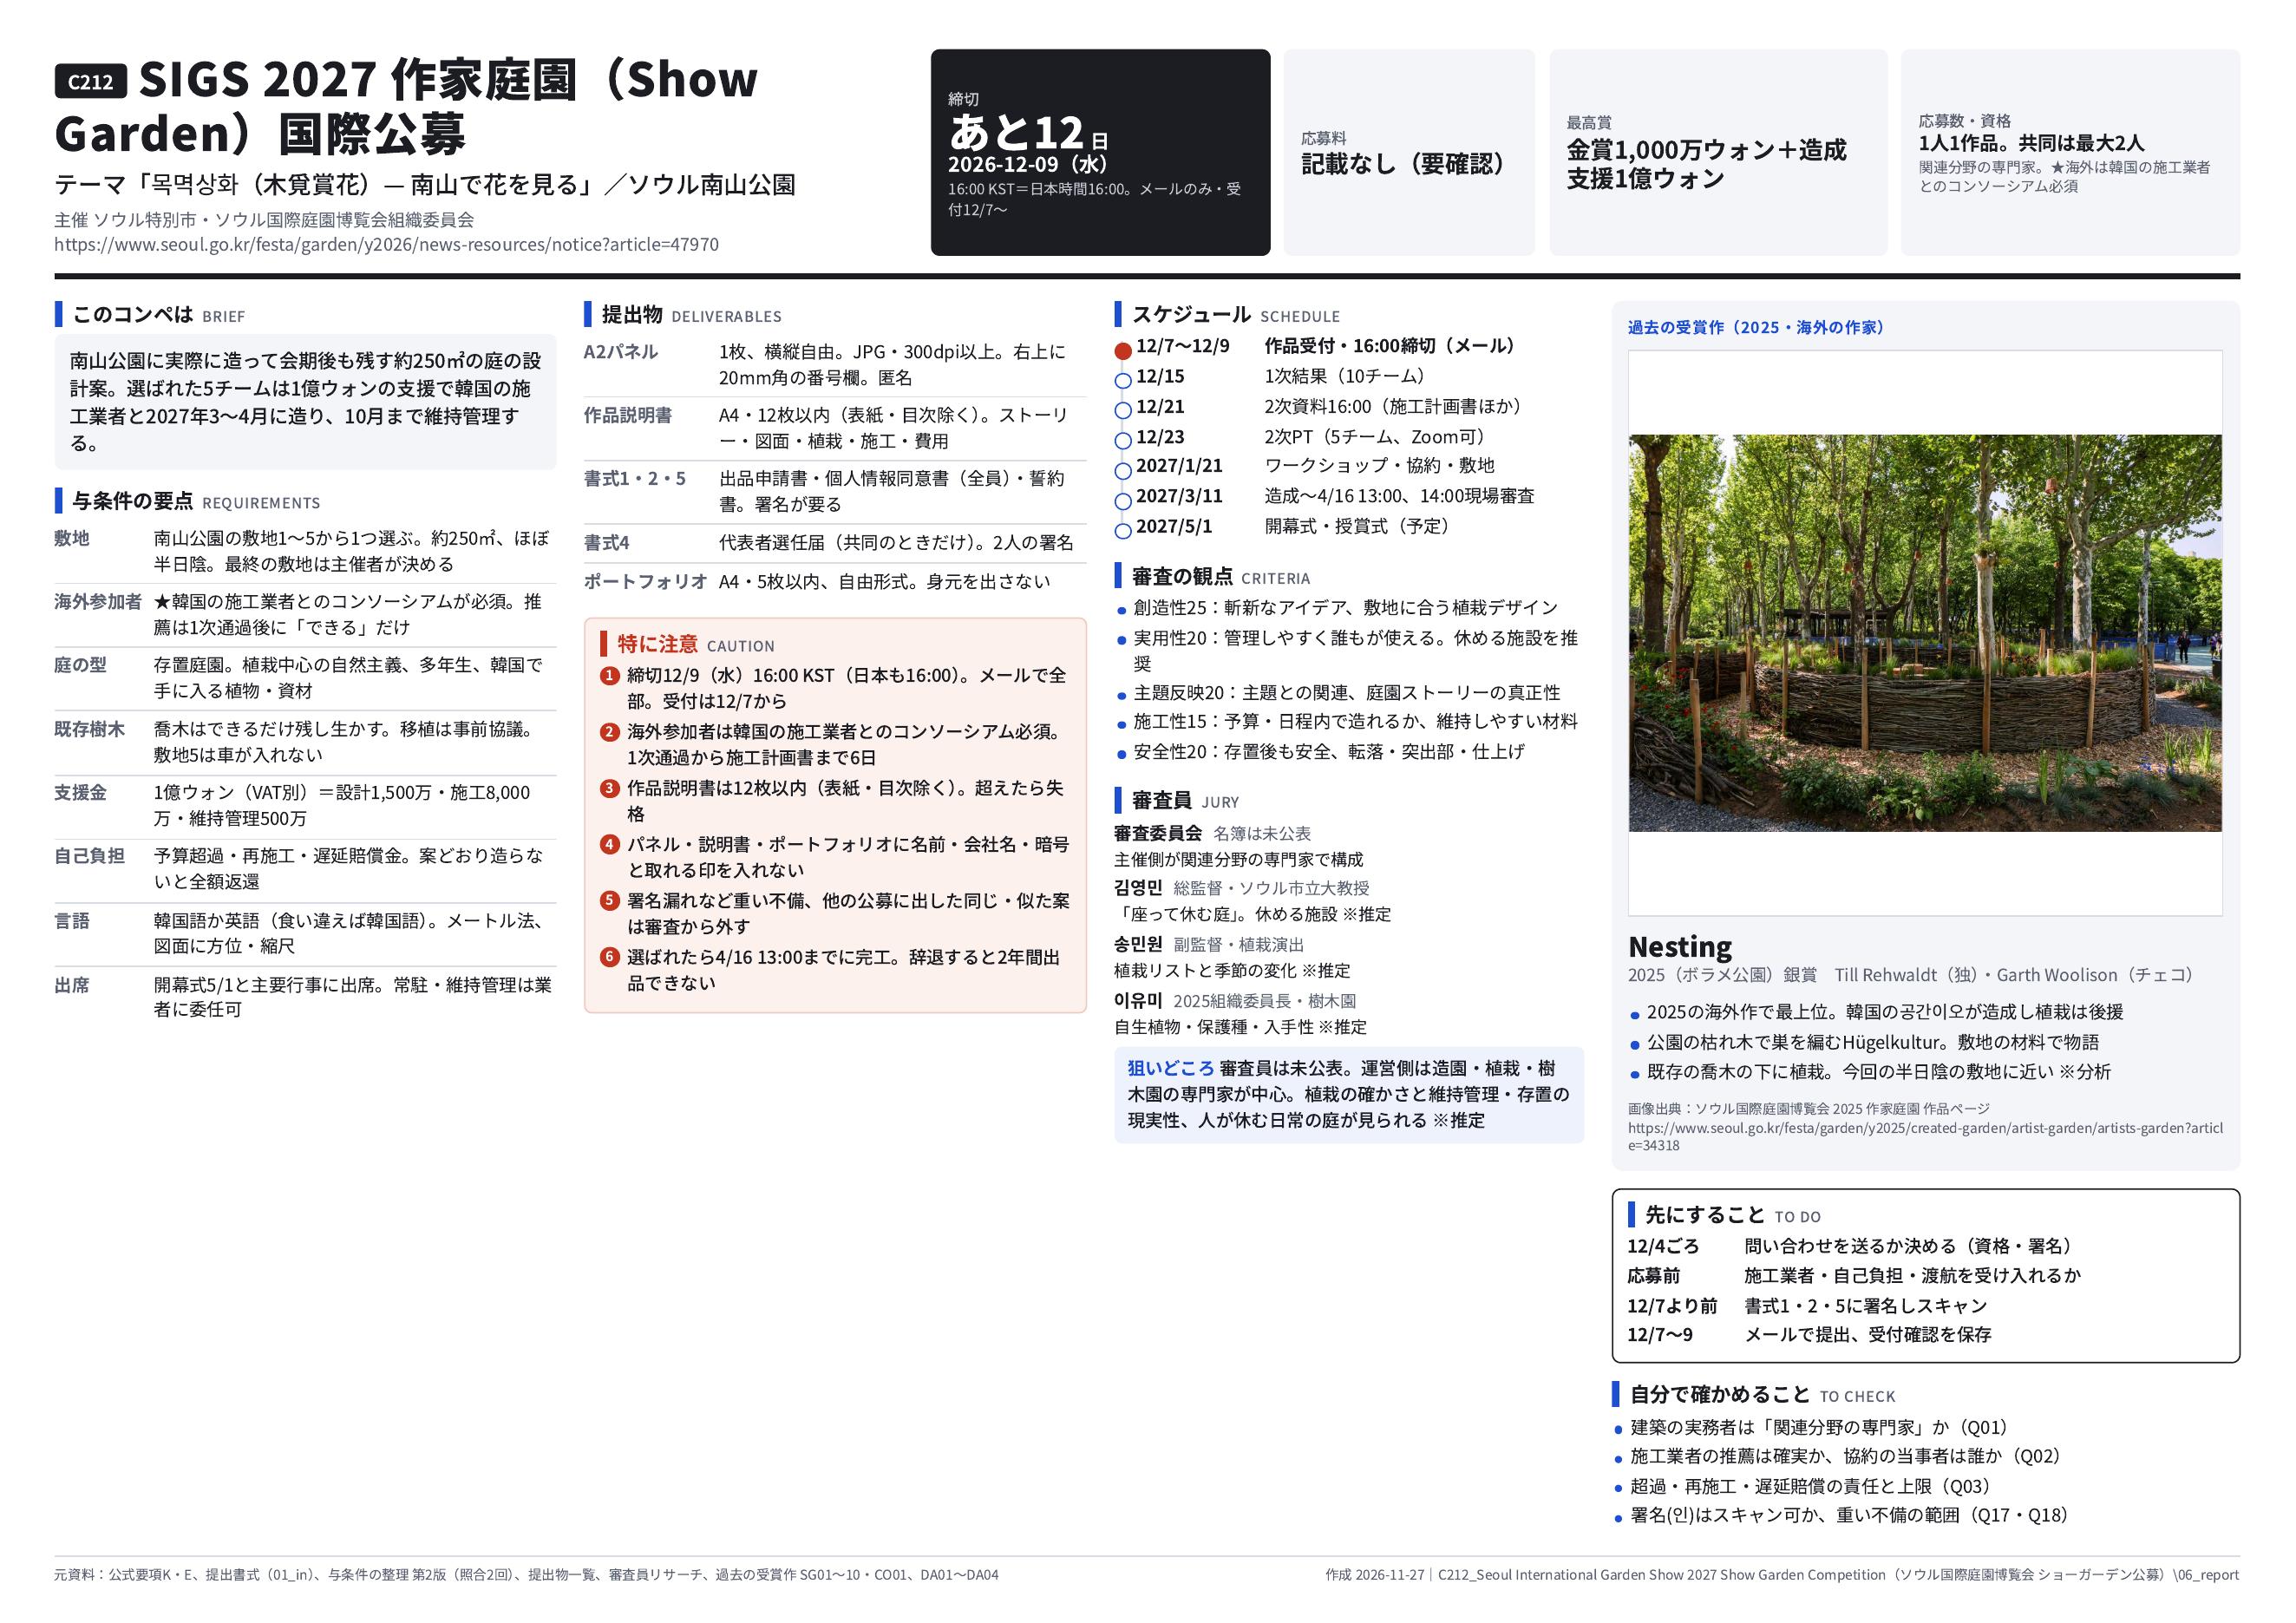 C212 SIGS 2027 作家庭園（Show
Garden）国際公募
テーマ「목멱상화（木覓賞花）— 南山で花を見る」／ソウル南山公園
主催 ソウル特別市・ソウル国際庭園博覧会組織委員会
https://www.seoul.go.kr/festa/garden/y2026/news-resources/notice?article=47970
締切
あと12日
2026-12-09（水）
16:00 KST＝日本時間16:00。メールのみ・受
付12/7〜
応募料
記載なし（要確認）
最高賞
金賞1,000万ウォン＋造成
支援1億ウォン
応募数・資格
1人1作品。共同は最大2人
関連分野の専門家。★海外は韓国の施工業者
とのコンソーシアム必須
このコンペは BRIEF
南山公園に実際に造って会期後も残す約250㎡の庭の設
計案。選ばれた5チームは1億ウォンの支援で韓国の施
工業者と2027年3〜4月に造り、10月まで維持管理す
る。
与条件の要点 REQUIREMENTS
敷地 南山公園の敷地1〜5から1つ選ぶ。約250㎡、ほぼ
半日陰。最終の敷地は主催者が決める
海外参加者 ★韓国の施工業者とのコンソーシアムが必須。推
薦は1次通過後に「できる」だけ
庭の型 存置庭園。植栽中心の自然主義、多年生、韓国で
手に入る植物・資材
既存樹木 喬木はできるだけ残し生かす。移植は事前協議。
敷地5は車が入れない
支援金 1億ウォン（VAT別）＝設計1,500万・施工8,000
万・維持管理500万
自己負担 予算超過・再施工・遅延賠償金。案どおり造らな
いと全額返還
言語 韓国語か英語（食い違えば韓国語）。メートル法、
図面に方位・縮尺
出席 開幕式5/1と主要行事に出席。常駐・維持管理は業
者に委任可
提出物 DELIVERABLES
A2パネル 1枚、横縦自由。JPG・300dpi以上。右上に
20mm角の番号欄。匿名
作品説明書 A4・12枚以内（表紙・目次除く）。ストーリ
ー・図面・植栽・施工・費用
書式1・2・5 出品申請書・個人情報同意書（全員）・誓約
書。署名が要る
書式4 代表者選任届（共同のときだけ）。2人の署名
ポートフォリオ A4・5枚以内、自由形式。身元を出さない
特に注意 CAUTION
1 締切12/9（水）16:00 KST（日本も16:00）。メールで全
部。受付は12/7から
2 海外参加者は韓国の施工業者とのコンソーシアム必須。
1次通過から施工計画書まで6日
3 作品説明書は12枚以内（表紙・目次除く）。超えたら失
格
4 パネル・説明書・ポートフォリオに名前・会社名・暗号
と取れる印を入れない
5 署名漏れなど重い不備、他の公募に出した同じ・似た案
は審査から外す
6 選ばれたら4/16 13:00までに完工。辞退すると2年間出
品できない
スケジュール SCHEDULE
12/7〜12/9 作品受付・16:00締切（メール）
12/15 1次結果（10チーム）
12/21 2次資料16:00（施工計画書ほか）
12/23 2次PT（5チーム、Zoom可）
2027/1/21 ワークショップ・協約・敷地
2027/3/11 造成〜4/16 13:00、14:00現場審査
2027/5/1 開幕式・授賞式（予定）
審査の観点 CRITERIA
創造性25：斬新なアイデア、敷地に合う植栽デザイン
実用性20：管理しやすく誰もが使える。休める施設を推
奨
主題反映20：主題との関連、庭園ストーリーの真正性
施工性15：予算・日程内で造れるか、維持しやすい材料
安全性20：存置後も安全、転落・突出部・仕上げ
審査員 JURY
審査委員会 名簿は未公表
主催側が関連分野の専門家で構成
김영민 総監督・ソウル市立大教授
「座って休む庭」。休める施設 ※推定
송민원 副監督・植栽演出
植栽リストと季節の変化 ※推定
이유미 2025組織委員長・樹木園
自生植物・保護種・入手性 ※推定
狙いどころ 審査員は未公表。運営側は造園・植栽・樹
木園の専門家が中心。植栽の確かさと維持管理・存置の
現実性、人が休む日常の庭が見られる ※推定
過去の受賞作（2025・海外の作家）
Nesting
2025（ボラメ公園）銀賞 Till Rehwaldt（独）・Garth Woolison（チェコ）
2025の海外作で最上位。韓国の공간이오が造成し植栽は後援
公園の枯れ木で巣を編むHügelkultur。敷地の材料で物語
既存の喬木の下に植栽。今回の半日陰の敷地に近い ※分析
画像出典：ソウル国際庭園博覧会 2025 作家庭園 作品ページ
https://www.seoul.go.kr/festa/garden/y2025/created-garden/artist-garden/artists-garden?articl
e=34318
先にすること TO DO
12/4ごろ 問い合わせを送るか決める（資格・署名）
応募前 施工業者・自己負担・渡航を受け入れるか
12/7より前 書式1・2・5に署名しスキャン
12/7〜9 メールで提出、受付確認を保存
自分で確かめること TO CHECK
建築の実務者は「関連分野の専門家」か（Q01）
施工業者の推薦は確実か、協約の当事者は誰か（Q02）
超過・再施工・遅延賠償の責任と上限（Q03）
署名(인)はスキャン可か、重い不備の範囲（Q17・Q18）
元資料：公式要項K・E、提出書式（01_in）、与条件の整理 第2版（照合2回）、提出物一覧、審査員リサーチ、過去の受賞作 SG01〜10・CO01、DA01〜DA04
作成 2026-11-27｜C212_Seoul International Garden Show 2027 Show Garden Competition（ソウル国際庭園博覧会 ショーガーデン公募）\06_report